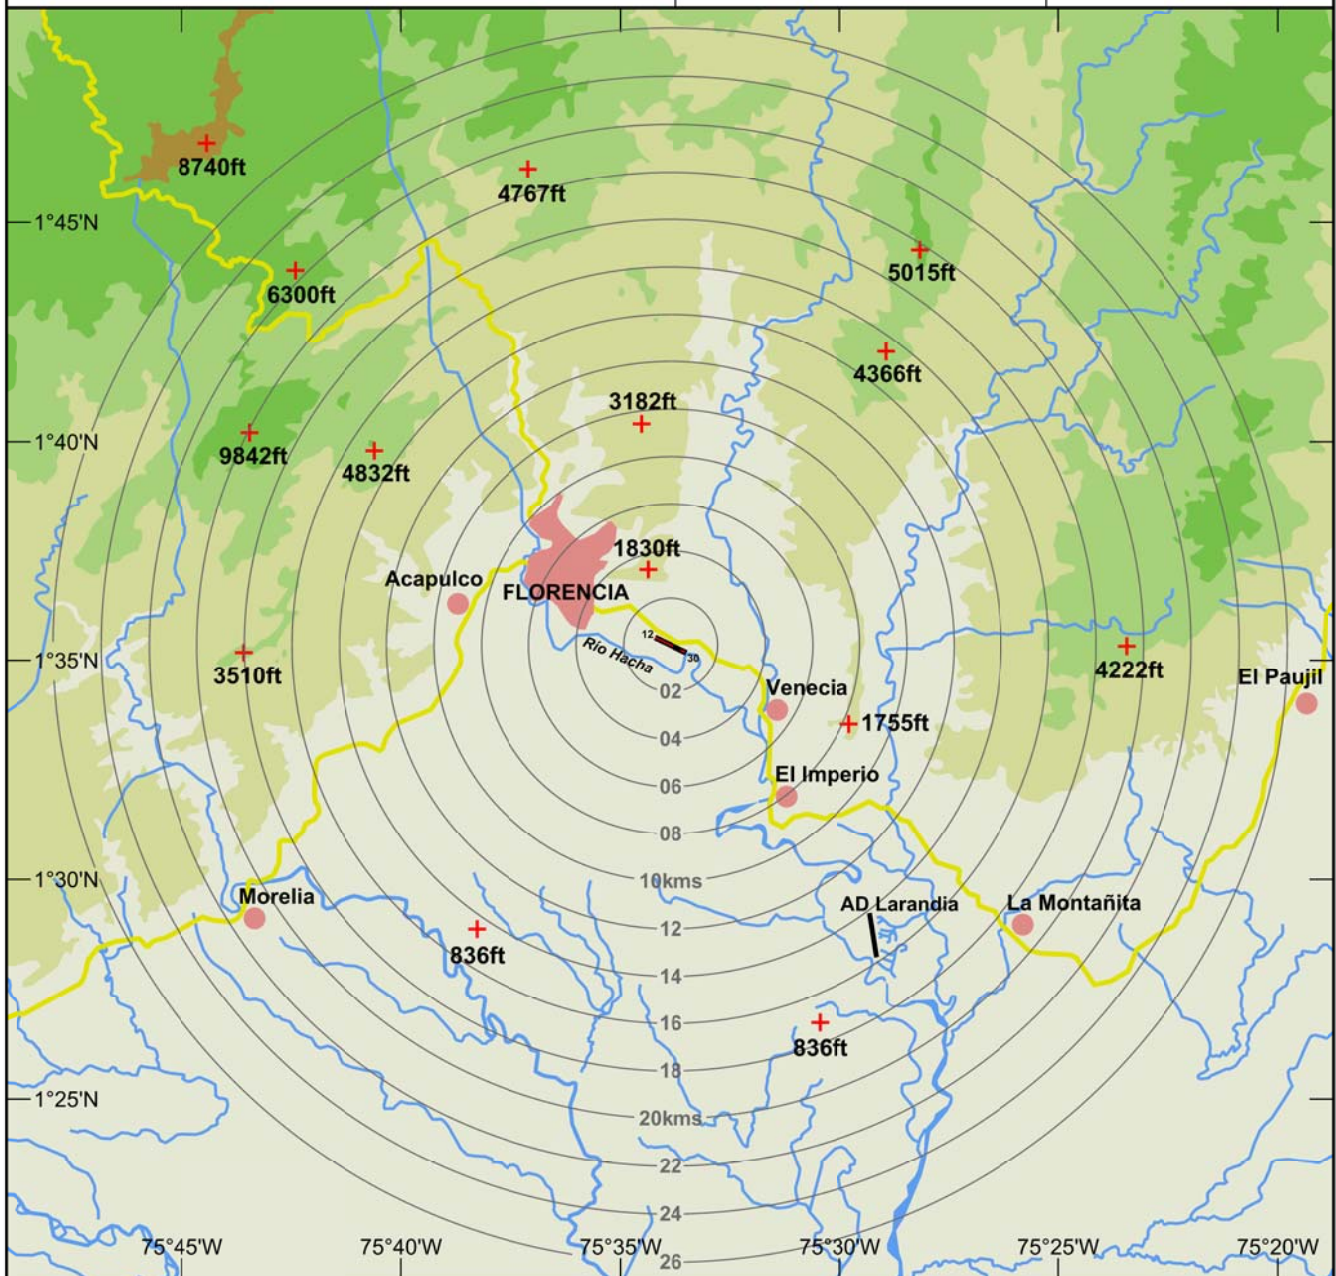 8740ft
4767ft
1°45'N
5015ft
6300ft
4366ft
3182ft
1°40'N
9842ft
4832ft
1830ft
Acapulco
FLORENCIA
12
30
Rio Hacha
1°35'N
3510ft
4222ft
El Paujil
02
Venecia
1755ft
04
El Imperio
06
08
1°30'N
10kms
Morelia
AD Larandia
La Montañita
12
836ft
14
16
836ft
18
1°25'N
20kms
22
24
75°45'W
75°40'W
75°35'W
75°30'W
75°25'W
75°20'W
26